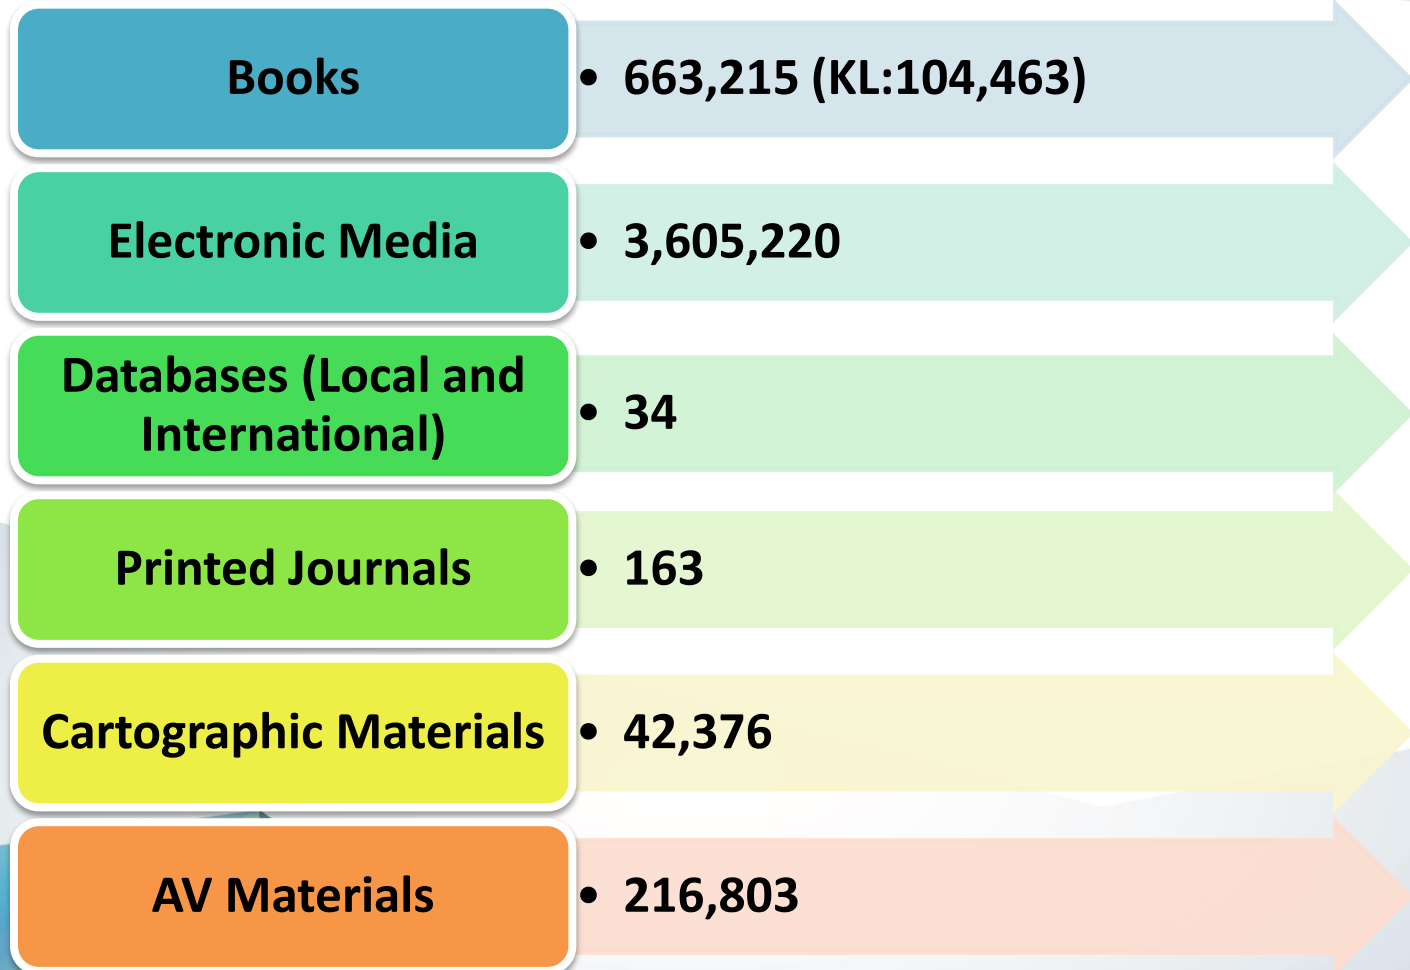 Books
• 663,215 (KL:104,463)
Electronic Media
• 3,605,220
Databases (Local and
International)
• 34
Printed Journals
• 163
Cartographic Materials
• 42,376
AV Materials
• 216,803